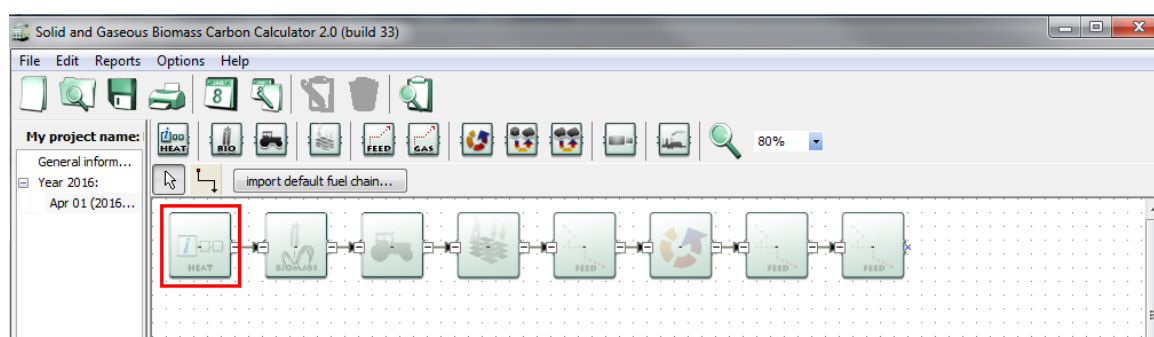 Solid and Gaseous Biomass Carbon Calculator 2.0 (build 33)
File Edit Reports Options Help
8
My project name:
HEAT BIO FEED GAS 80%
General inform...
Year 2016:
import default fuel chain...
Apr 01 (2016...
HEAT BIOMASS FEED FEED FEED